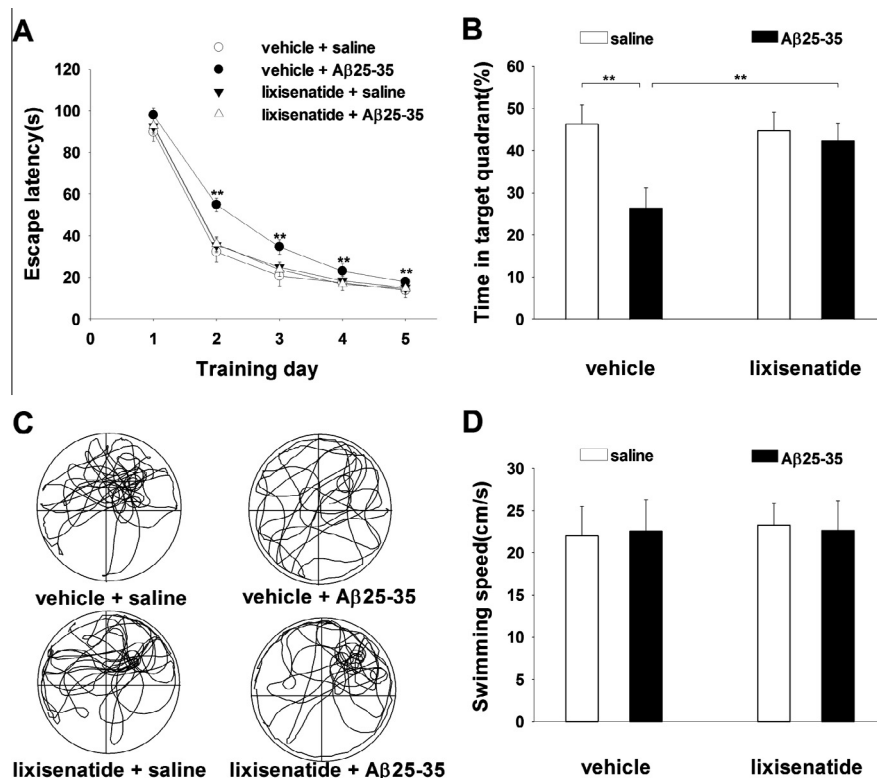 A
vehicle + saline
vehicle + Aβ25-35
lixisenatide + saline
lixisenatide + Aβ25-35
Escape latency(s)
120
100
80
60
40
20
0
**
**
**
**
0 1 2 3 4 5
Training day
B
saline
Aβ25-35
Time in target quadrant(%)
60
50
40
30
20
10
0
**
**
vehicle
lixisenatide
C
vehicle + saline
vehicle + Aβ25-35
lixisenatide + saline
lixisenatide + Aβ25-35
D
saline
Aβ25-35
Swimming speed(cm/s)
30
25
20
15
10
5
0
vehicle
lixisenatide